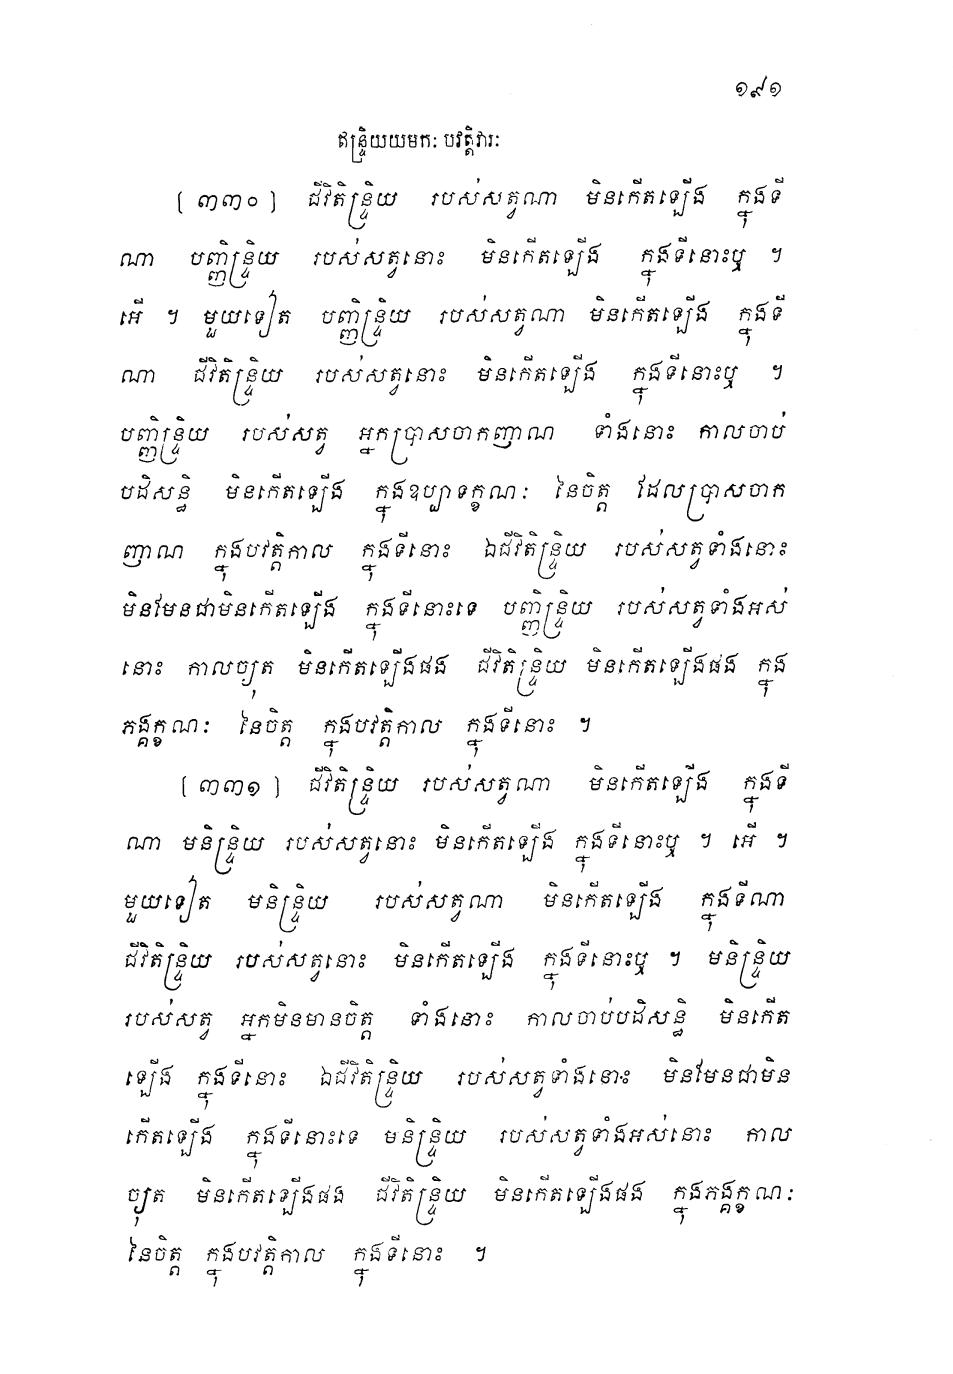 ១៩១
ឥន្ទ្រិយយមកៈ បវត្តិវារៈ
[ ៣៣០ ] ជីវិតិន្ទ្រិយ របស់សត្វណា មិនកើតឡើង ក្នុងទី
ណា បញ្ញិន្ទ្រិយ របស់សត្វនោះ មិនកើតឡើង ក្នុងទីនោះឬ ។
អើ ។ មួយទៀត បញ្ញិន្ទ្រិយ របស់សត្វណា មិនកើតឡើង ក្នុងទី
ណា ជីវិតិន្ទ្រិយ របស់សត្វនោះ មិនកើតឡើង ក្នុងទីនោះឬ ។
បញ្ញិន្ទ្រិយ របស់សត្វ អ្នកប្រាសចាកញាណ ទាំងនោះ កាលចាប់
បដិសន្ធិ មិនកើតឡើង ក្នុងឧប្បាទក្ខណៈ នៃចិត្ត ដែលប្រាសចាក
ញាណ ក្នុងបវត្តិកាល ក្នុងទីនោះ ឯជីវិតិន្ទ្រិយ របស់សត្វទាំងនោះ
មិនមែនជាមិនកើតឡើង ក្នុងទីនោះទេ បញ្ញិន្ទ្រិយ របស់សត្វទាំងអស់
នោះ កាលច្យុត មិនកើតឡើងផង ជីវិតិន្ទ្រិយ មិនកើតឡើងផង ក្នុង
ភង្គក្ខណៈ នៃចិត្ត ក្នុងបវត្តិកាល ក្នុងទីនោះ ។
[ ៣៣១ ] ជីវិតិន្ទ្រិយ របស់សត្វណា មិនកើតឡើង ក្នុងទី
ណា មនិន្ទ្រិយ របស់សត្វនោះ មិនកើតឡើង ក្នុងទីនោះឬ ។ អើ ។
មួយទៀត មនិន្ទ្រិយ របស់សត្វណា មិនកើតឡើង ក្នុងទីណា
ជីវិតិន្ទ្រិយ របស់សត្វនោះ មិនកើតឡើង ក្នុងទីនោះឬ ។ មនិន្ទ្រិយ
របស់សត្វ អ្នកមិនមានចិត្ត ទាំងនោះ កាលចាប់បដិសន្ធិ មិនកើត
ឡើង ក្នុងទីនោះ ឯជីវិតិន្ទ្រិយ របស់សត្វទាំងនោះ មិនមែនជាមិន
កើតឡើង ក្នុងទីនោះទេ មនិន្ទ្រិយ របស់សត្វទាំងអស់នោះ កាល
ច្យុត មិនកើតឡើងផង ជីវិតិន្ទ្រិយ មិនកើតឡើងផង ក្នុងភង្គក្ខណៈ
នៃចិត្ត ក្នុងបវត្តិកាល ក្នុងទីនោះ ។